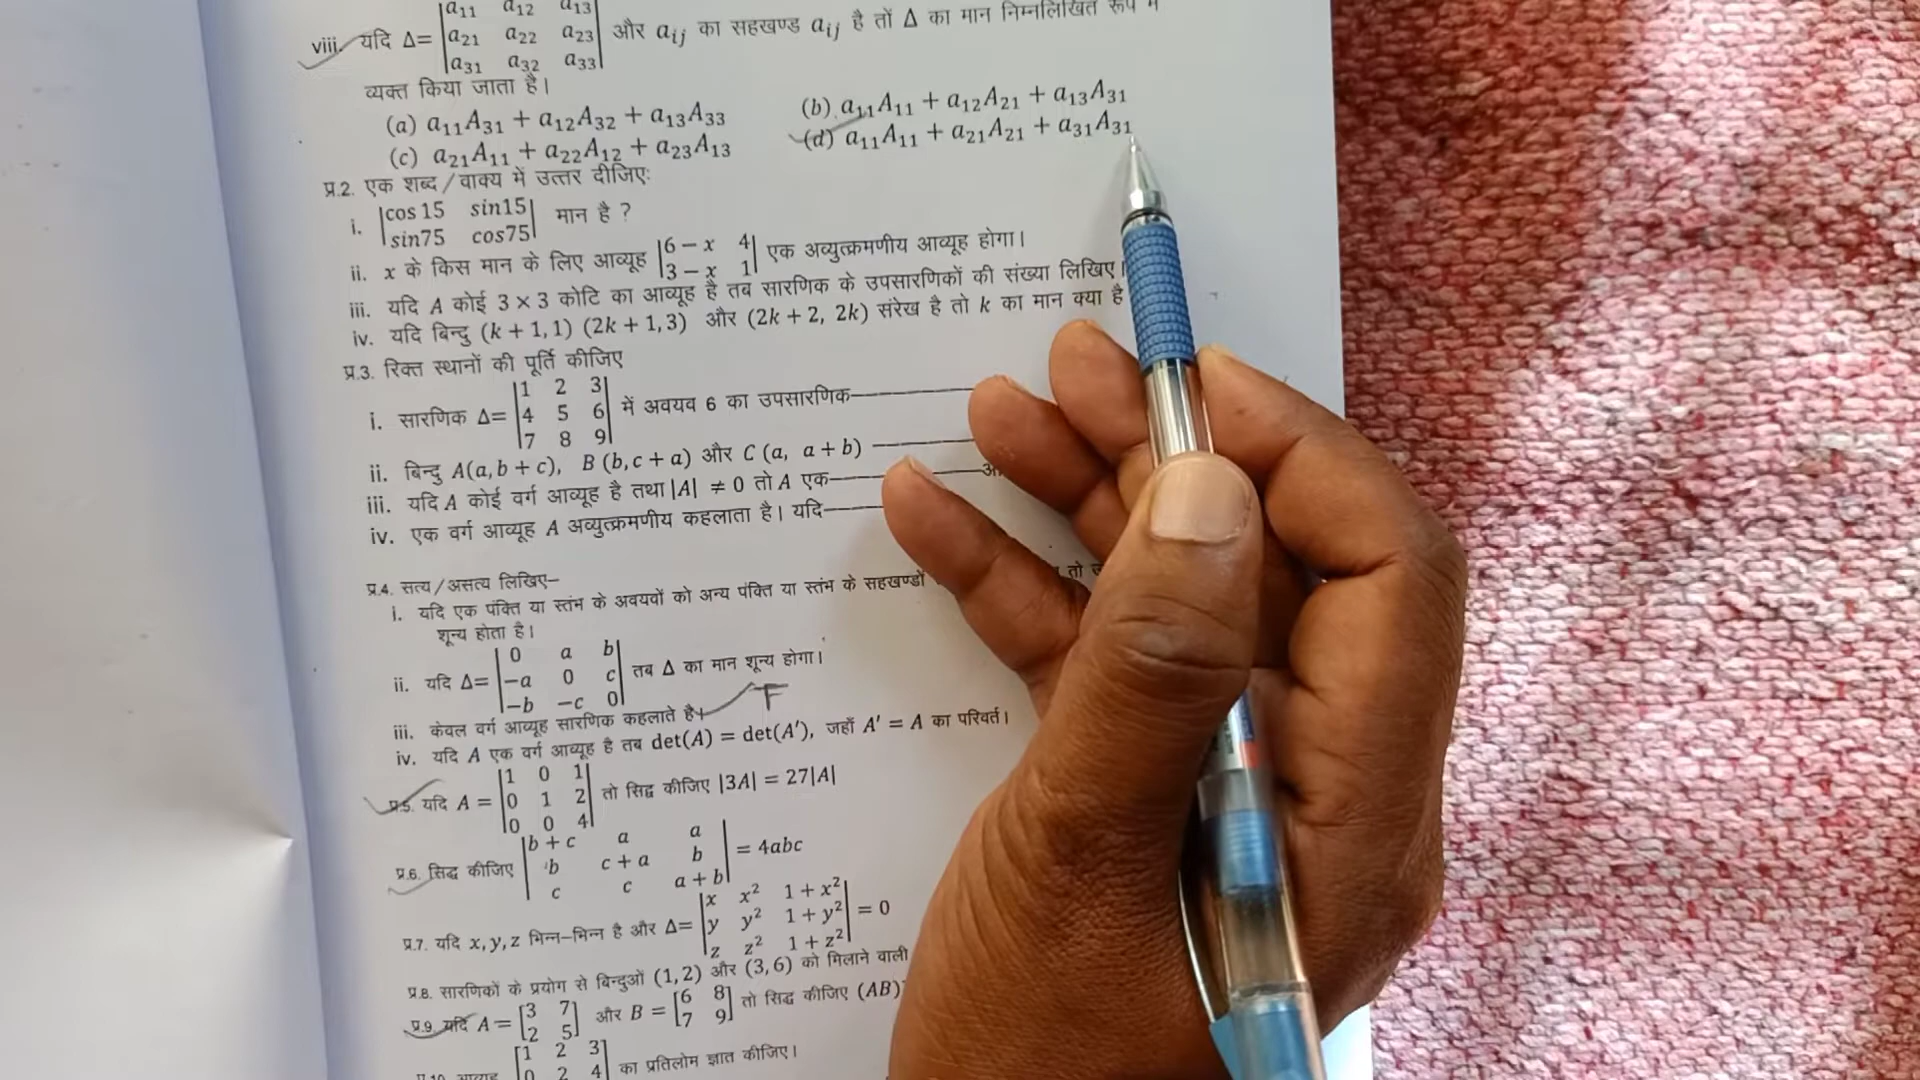 viii. यदि Δ= |a11 a12 a13| और aij का सहखण्ड aij है तों Δ का मान निम्नलिखित रूप में
|a21 a22 a23|
|a31 a32 a33|
व्यक्त किया जाता है।
(a) a11A31 + a12A32 + a13A33 (b) a11A11 + a12A21 + a13A31
(c) a21A11 + a22A12 + a23A13 (d) a11A11 + a21A21 + a31A31
प्र.2. एक शब्द/वाक्य में उत्तर दीजिएः
i. |cos 15 sin15| मान है ?
|sin75 cos75|
ii. x के किस मान के लिए आव्यूह |6 − x 4| एक अव्युत्क्रमणीय आव्यूह होगा।
|3 − x 1|
iii. यदि A कोई 3 × 3 कोटि का आव्यूह है तब सारणिक के उपसारणिकों की संख्या लिखिए।
iv. यदि बिन्दु (k + 1, 1) (2k + 1, 3) और (2k + 2, 2k) संरेख है तो k का मान क्या है
प्र.3. रिक्त स्थानों की पूर्ति कीजिए
i. सारणिक Δ= |1 2 3| में अवयव 6 का उपसारणिक
|4 5 6|
|7 8 9|
ii. बिन्दु A(a, b + c), B (b, c + a) और C (a, a + b)
iii. यदि A कोई वर्ग आव्यूह है तथा |A| ≠ 0 तो A एक
iv. एक वर्ग आव्यूह A अव्युत्क्रमणीय कहलाता है। यदि
प्र.4. सत्य/असत्य लिखिए–
i. यदि एक पंक्ति या स्तंभ के अवयवों को अन्य पंक्ति या स्तंभ के सहखण्डों तो
शून्य होता है।
ii. यदि Δ= |0 a b| तब Δ का मान शून्य होगा।
|−a 0 c|
|−b −c 0|
iii. केवल वर्ग आव्यूह सारणिक कहलाते है। F
iv. यदि A एक वर्ग आव्यूह है तब det(A) = det(A′), जहाँ A′ = A का परिवर्त।
प्र.5. यदि A = |1 0 1| तो सिद्ध कीजिए |3A| = 27|A|
|0 1 2|
|0 0 4|
प्र.6. सिद्ध कीजिए |b + c a a| = 4abc
|b c + a b|
|c c a + b|
प्र.7. यदि x, y, z भिन्न–भिन्न है और Δ= |x x² 1 + x²| = 0
|y y² 1 + y²|
|z z² 1 + z²|
प्र.8. सारणिकों के प्रयोग से बिन्दुओं (1, 2) और (3, 6) को मिलाने वाली
प्र.9. यदि A = [3 7] और B = [6 8] तो सिद्ध कीजिए (AB)
[2 5] [7 9]
प्र.10. आव्यूह [1 2 3] का प्रतिलोम ज्ञात कीजिए।
[0 2 4]